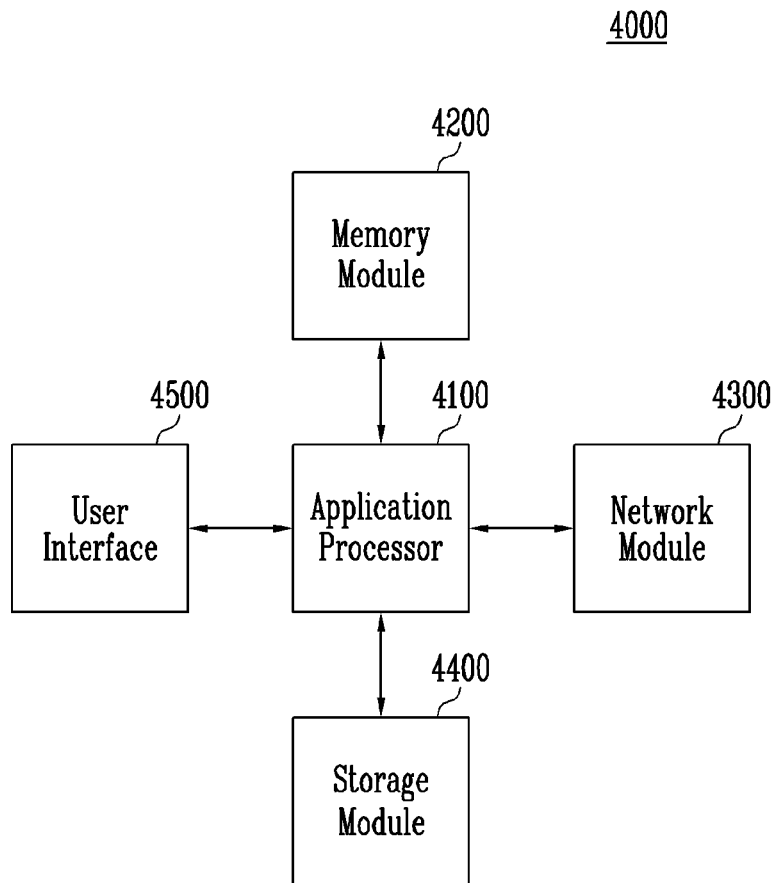 4000
4200
Memory
Module
4500
4100
4300
User
Interface
Application
Processor
Network
Module
4400
Storage
Module